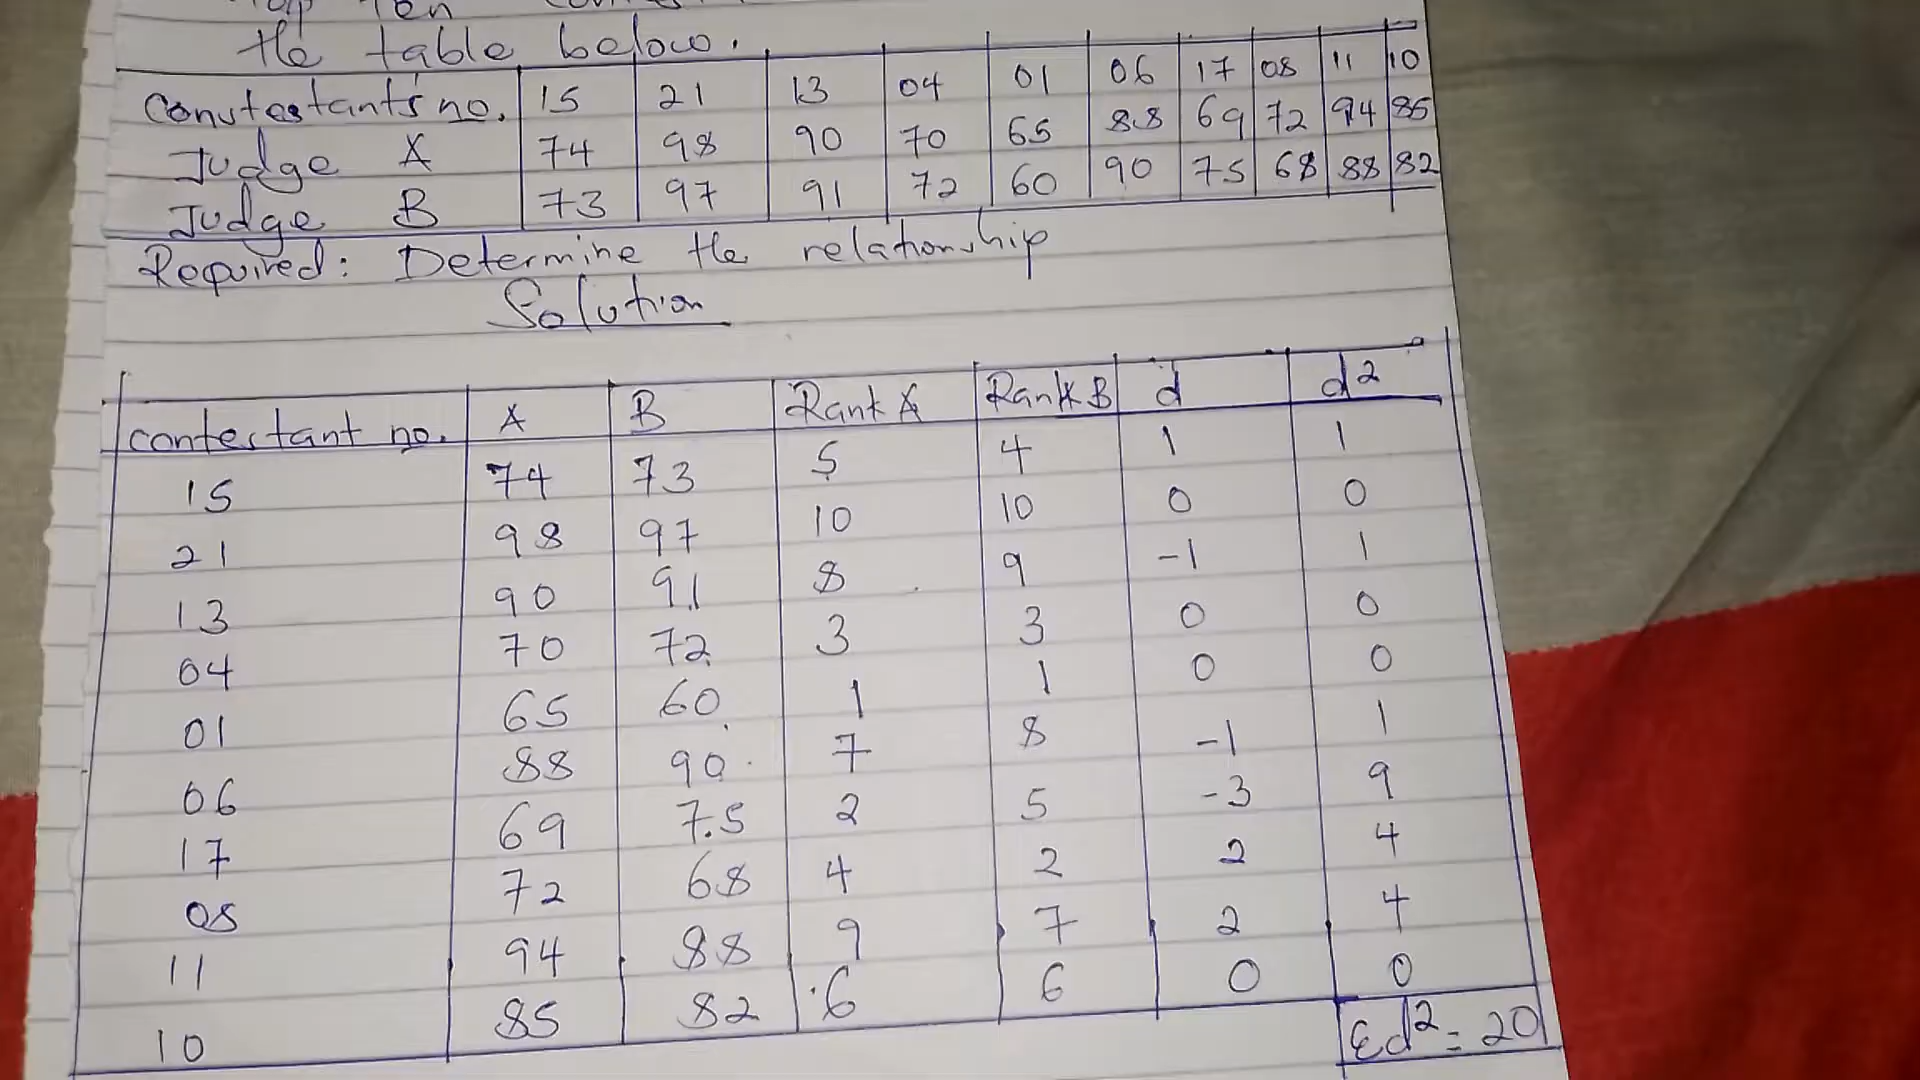 the table below.
Constestant's no. 15 21 13 04 01 06 17 08 11 10
Judge A 74 98 90 70 65 88 69 72 94 85
Judge B 73 97 91 72 60 90 75 68 88 82
Required: Determine the relationship
Solution
contestant no. A B Rank A Rank B d d2
15 74 73 5 4 1 1
21 98 97 10 10 0 0
13 90 91 8 9 -1 1
04 70 72 3 3 0 0
01 65 60 1 1 0 0
06 88 90 7 8 -1 1
17 69 75 2 5 -3 9
08 72 68 4 2 2 4
11 94 88 9 7 2 4
10 85 82 6 6 0 0
Ɛd2 = 20